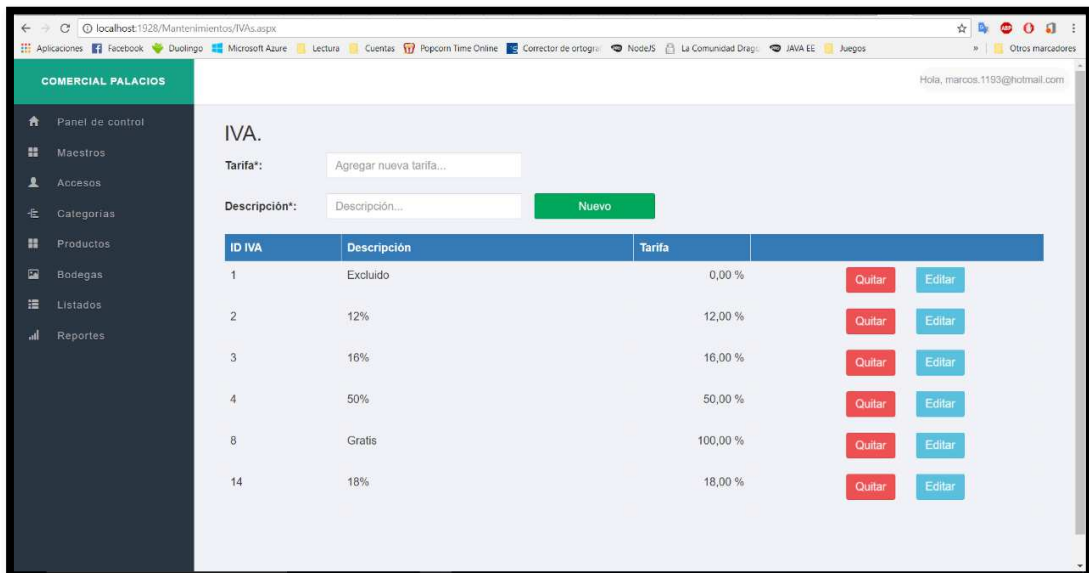 localhost:1928/Mantenimientos/IVAs.aspx
Aplicaciones Facebook Duolingo Microsoft Azure Lectura Cuentas Popcorn Time Online Corrector de ortogra NodeJS La Comunidad Drag JAVA EE Juegos » Otros marcadores
COMERCIAL PALACIOS
Hola, marcos.1193@hotmail.com
Panel de control
Maestros
Accesos
Categorias
Productos
Bodegas
Listados
Reportes
IVA.
Tarifa*: Agregar nueva tarifa...
Descripción*: Descripción... Nuevo
ID IVA Descripción Tarifa
1 Excluido 0,00 % Quitar Editar
2 12% 12,00 % Quitar Editar
3 16% 16,00 % Quitar Editar
4 50% 50,00 % Quitar Editar
8 Gratis 100,00 % Quitar Editar
14 18% 18,00 % Quitar Editar